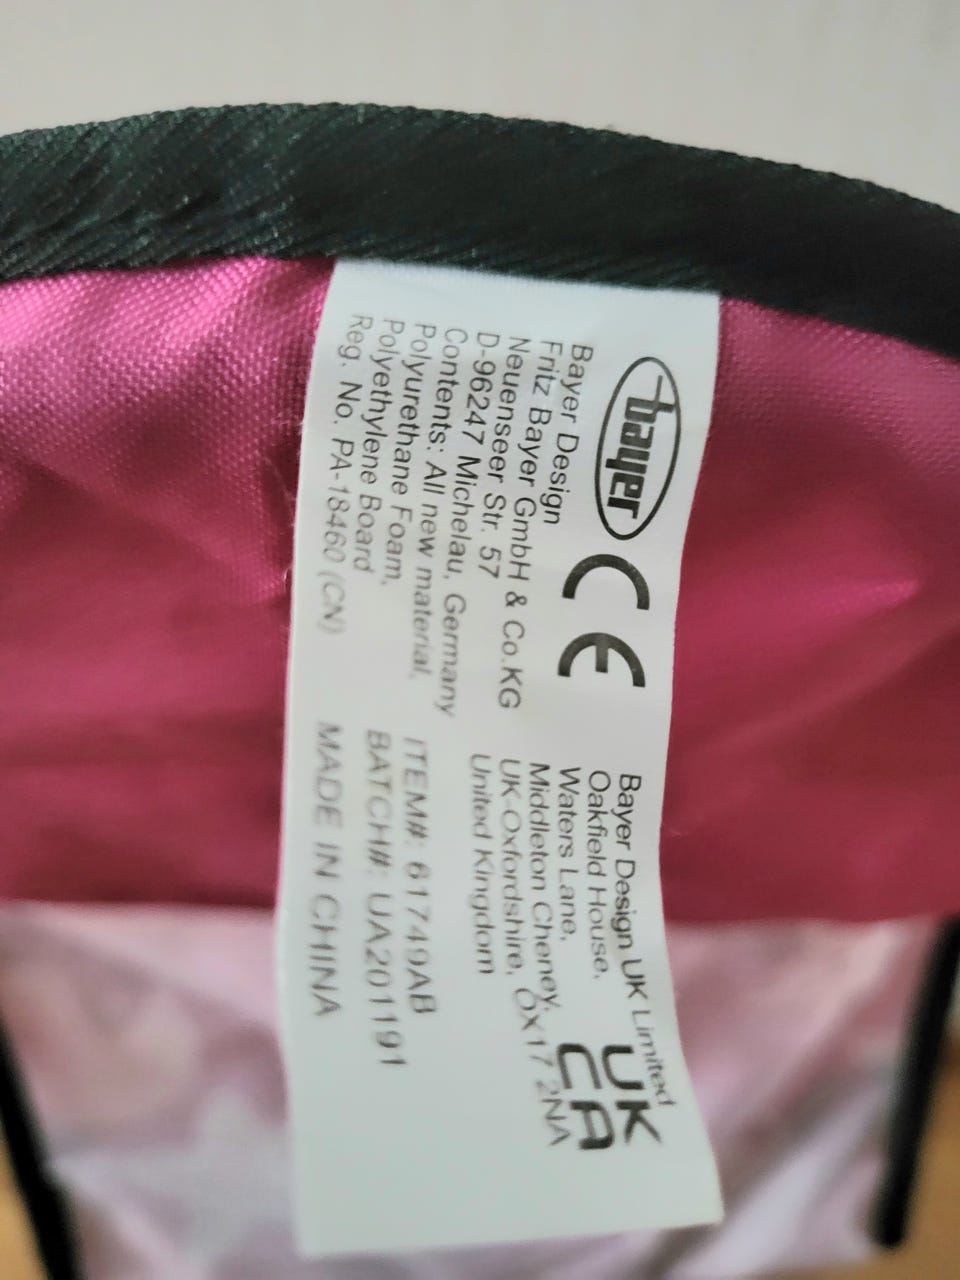 bayer
CE
Bayer Design
Fritz Bayer GmbH & Co.KG
Neuenseer Str. 57
D-96247 Michelau, Germany
Contents: All new material,
Polyurethane Foam,
Polyethylene Board
Reg. No. PA-18460 (CN)
Bayer Design UK Limited
Oakfield House,
Waters Lane,
Middleton Cheney,
UK-Oxfordshire, OX17 2NA
United Kingdom
UK
CA
ITEM#: 61749AB
BATCH#: UA201191
MADE IN CHINA